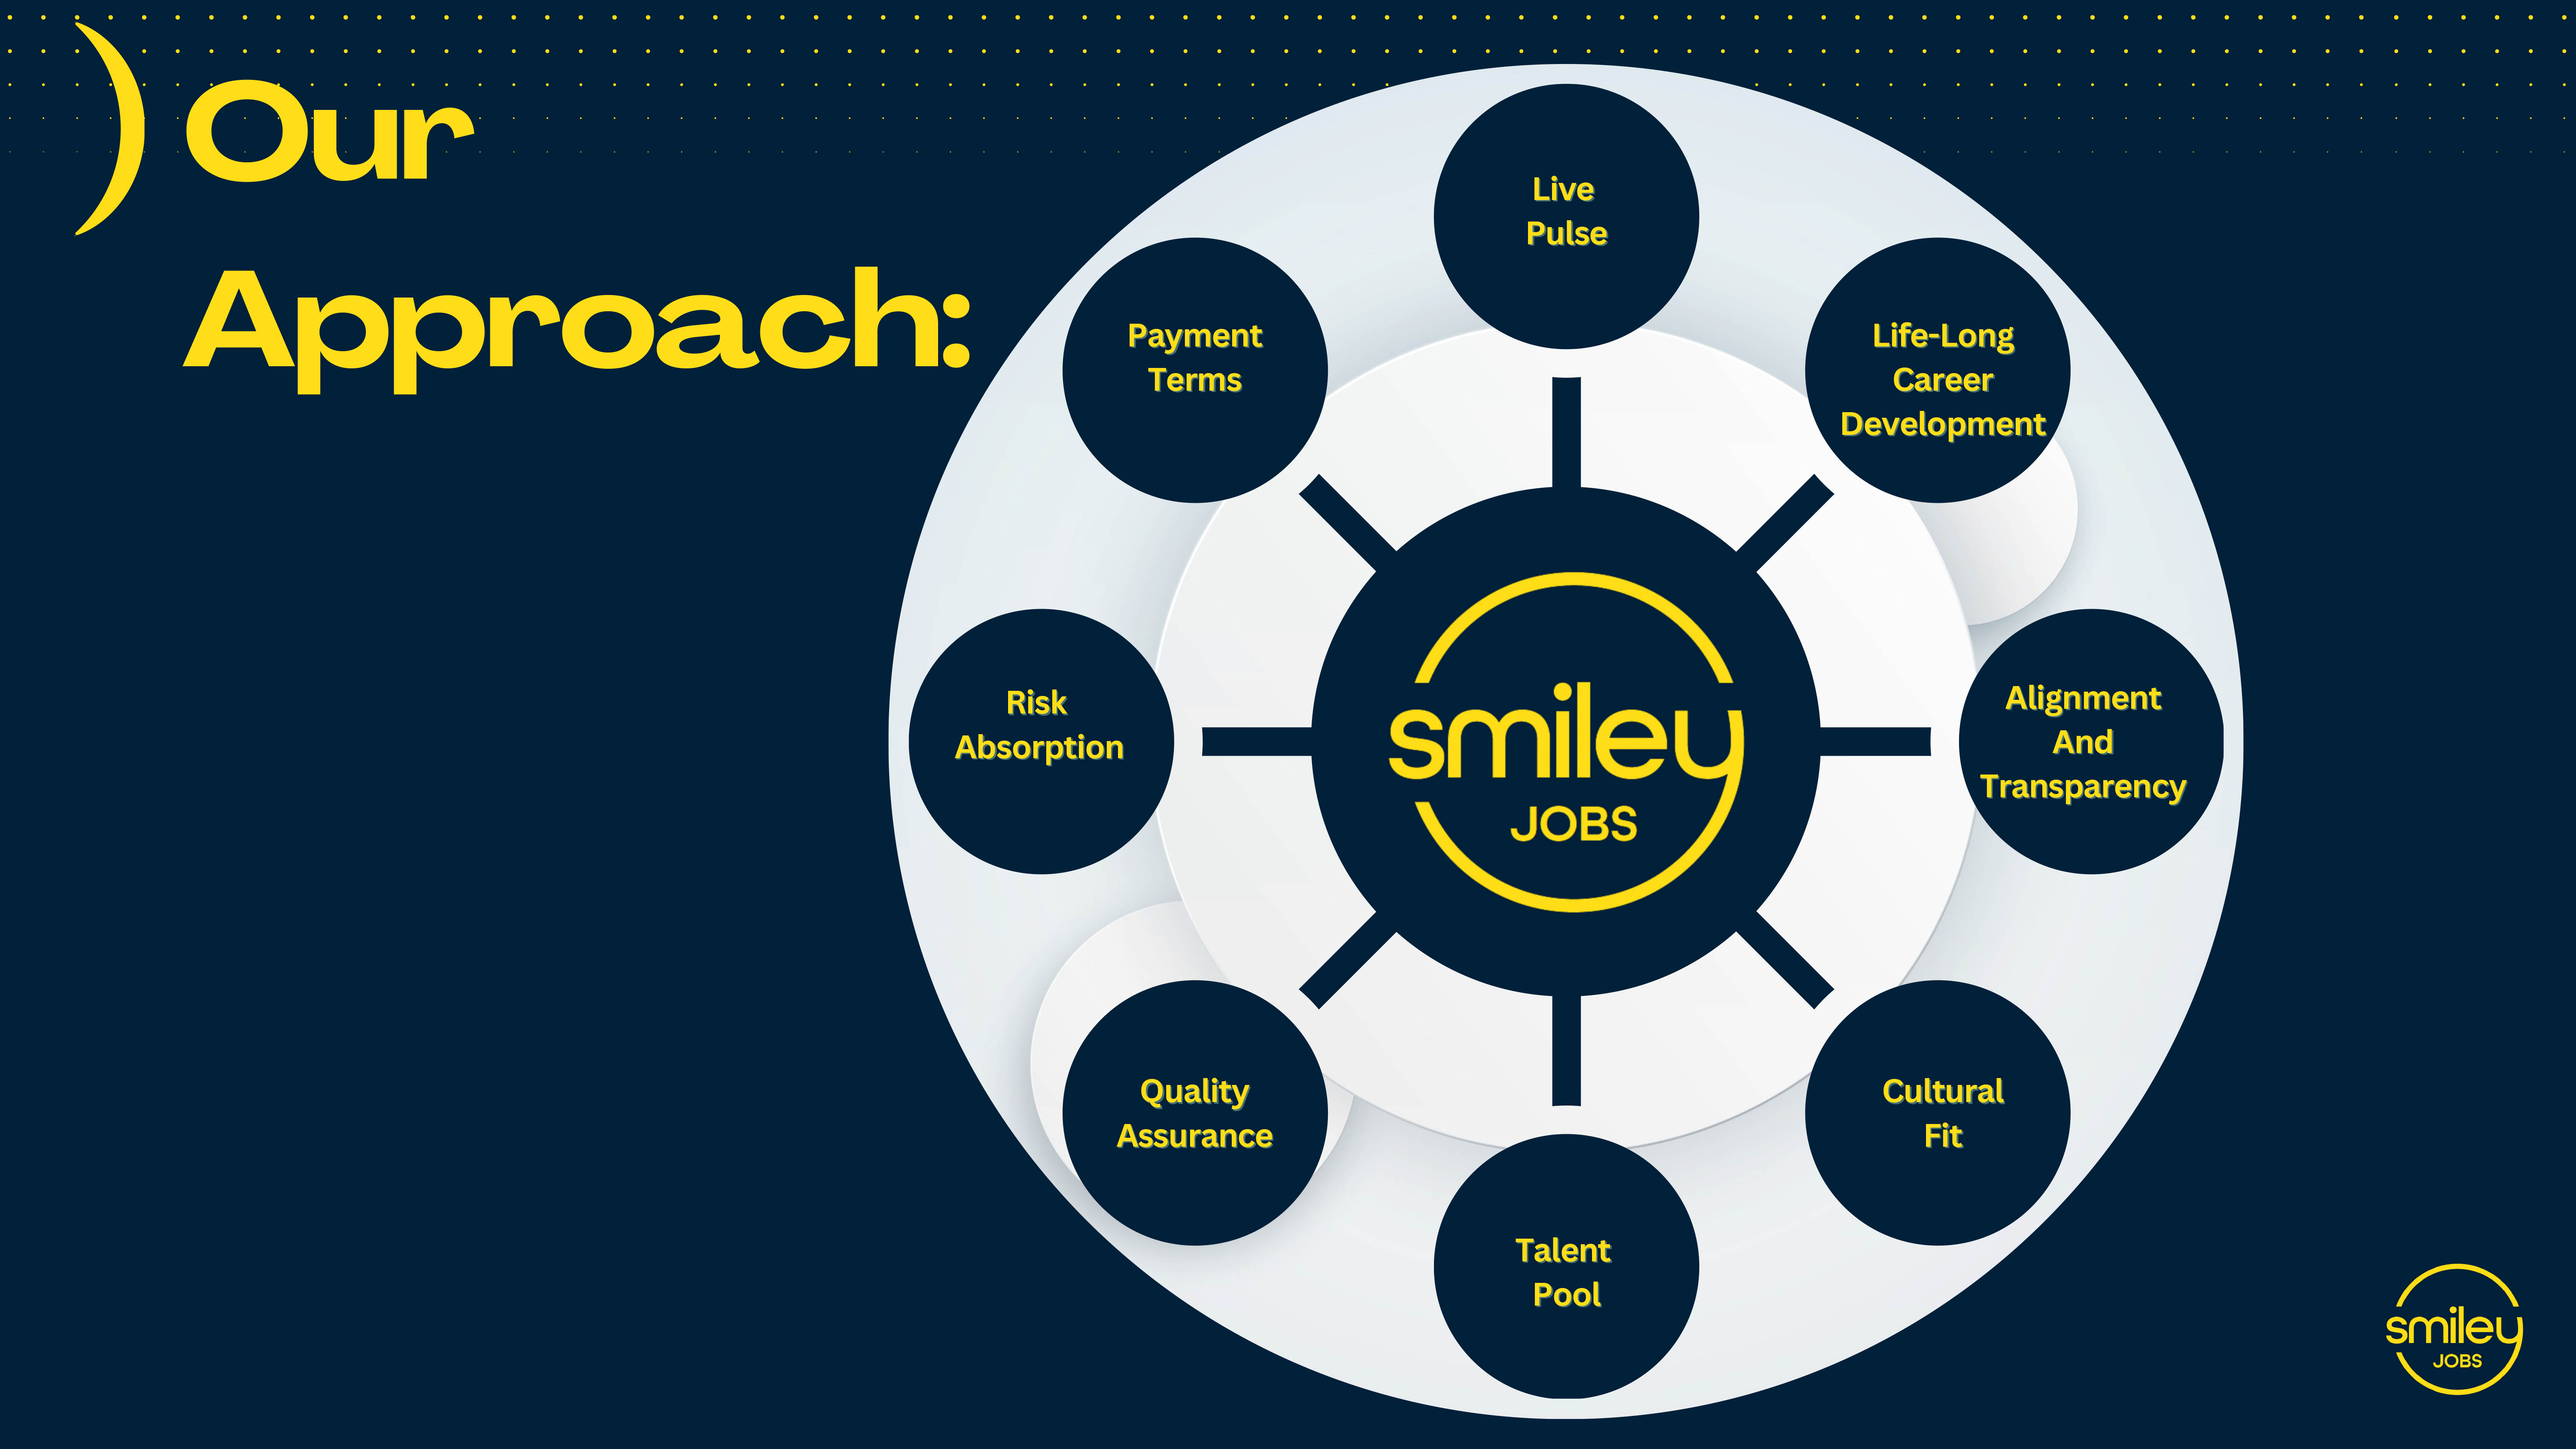 Our
Approach:
Live
Pulse
Life-Long
Career
Development
Alignment
And
Transparency
Cultural
Fit
Talent
Pool
Quality
Assurance
Risk
Absorption
Payment
Terms
smiley
JOBS
smiley
JOBS